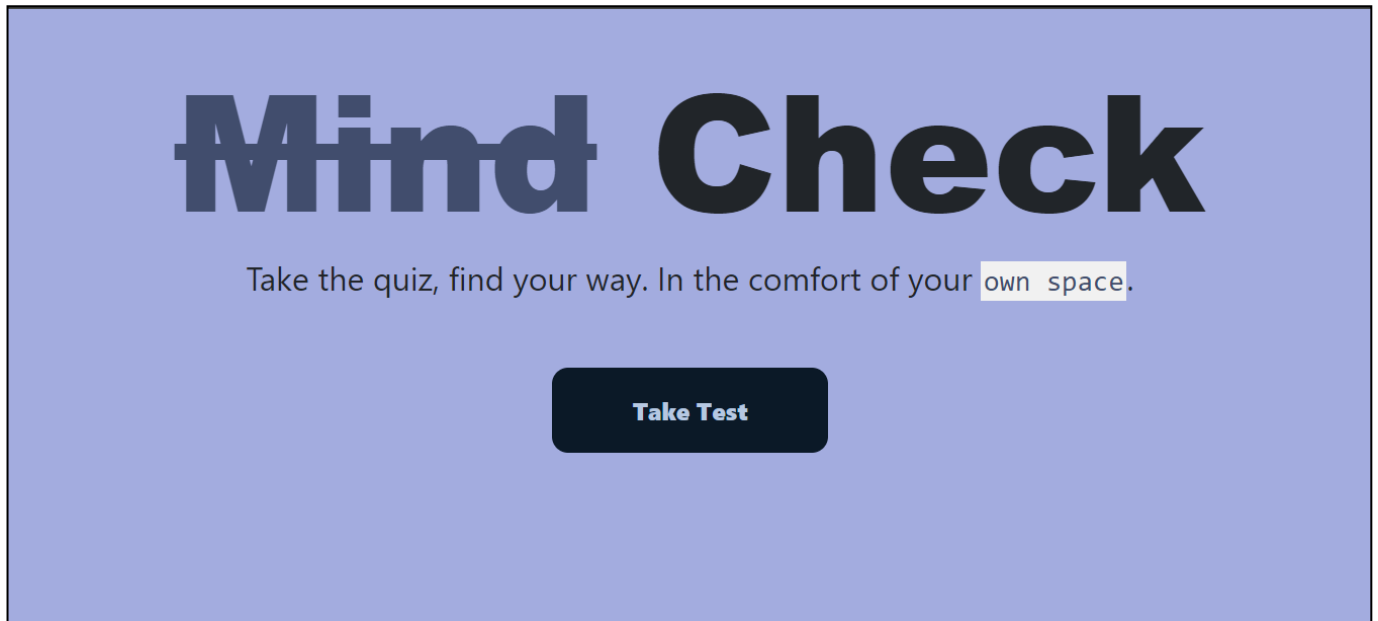 Mind Check
Take the quiz, find your way. In the comfort of your own space.
Take Test